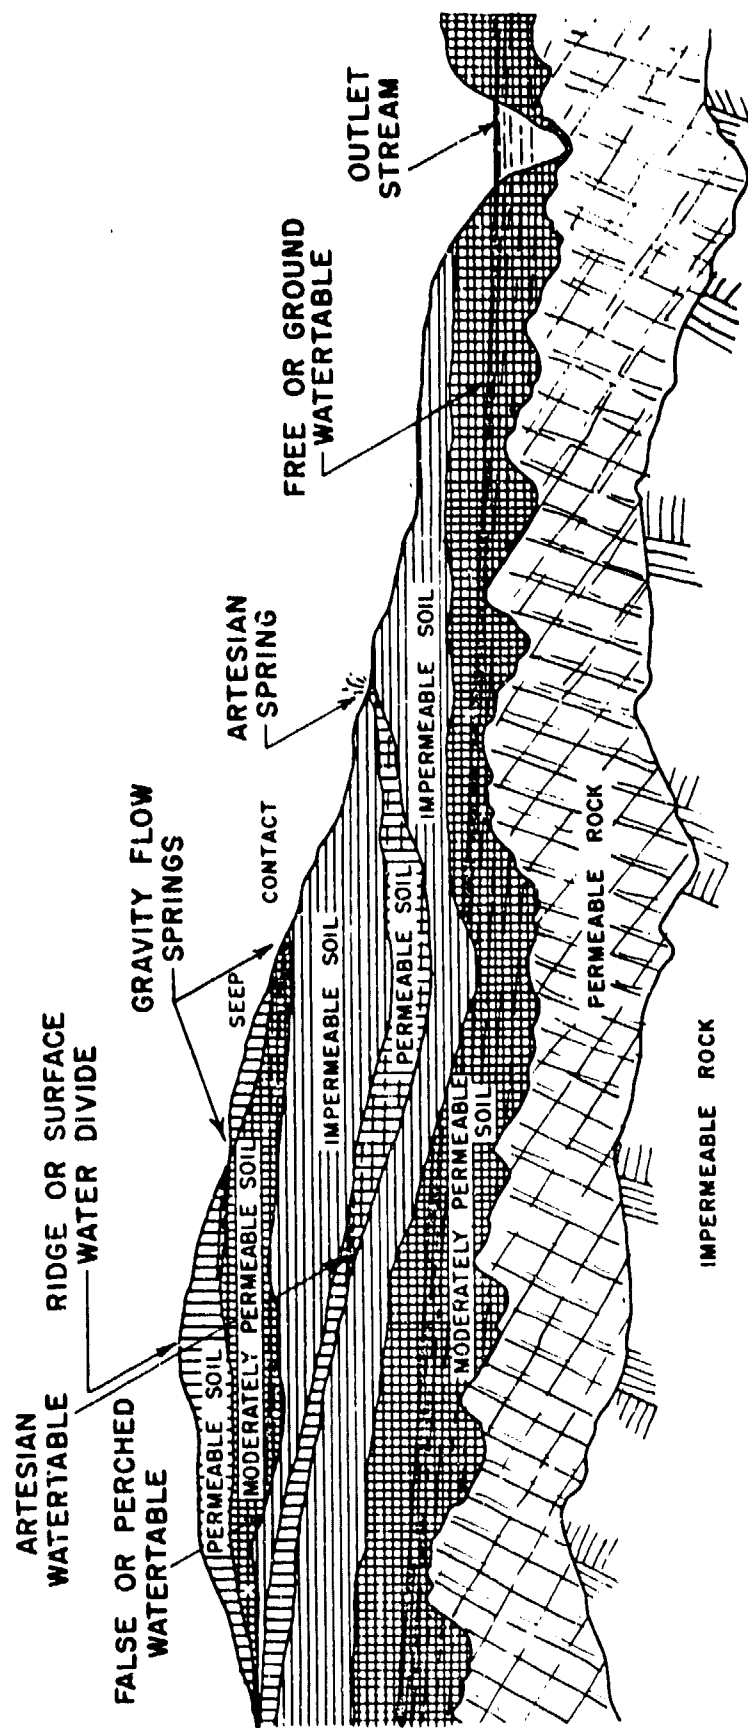 ARTESIAN
WATERTABLE
RIDGE OR SURFACE
WATER DIVIDE
FALSE OR PERCHED
WATERTABLE
GRAVITY FLOW
SPRINGS
SEEP
CONTACT
ARTESIAN
SPRING
FREE OR GROUND
WATERTABLE
OUTLET
STREAM
PERMEABLE SOIL
MODERATELY PERMEABLE SOIL
IMPERMEABLE SOIL
PERMEABLE SOIL
IMPERMEABLE SOIL
MODERATELY PERMEABLE
SOIL
PERMEABLE ROCK
IMPERMEABLE ROCK